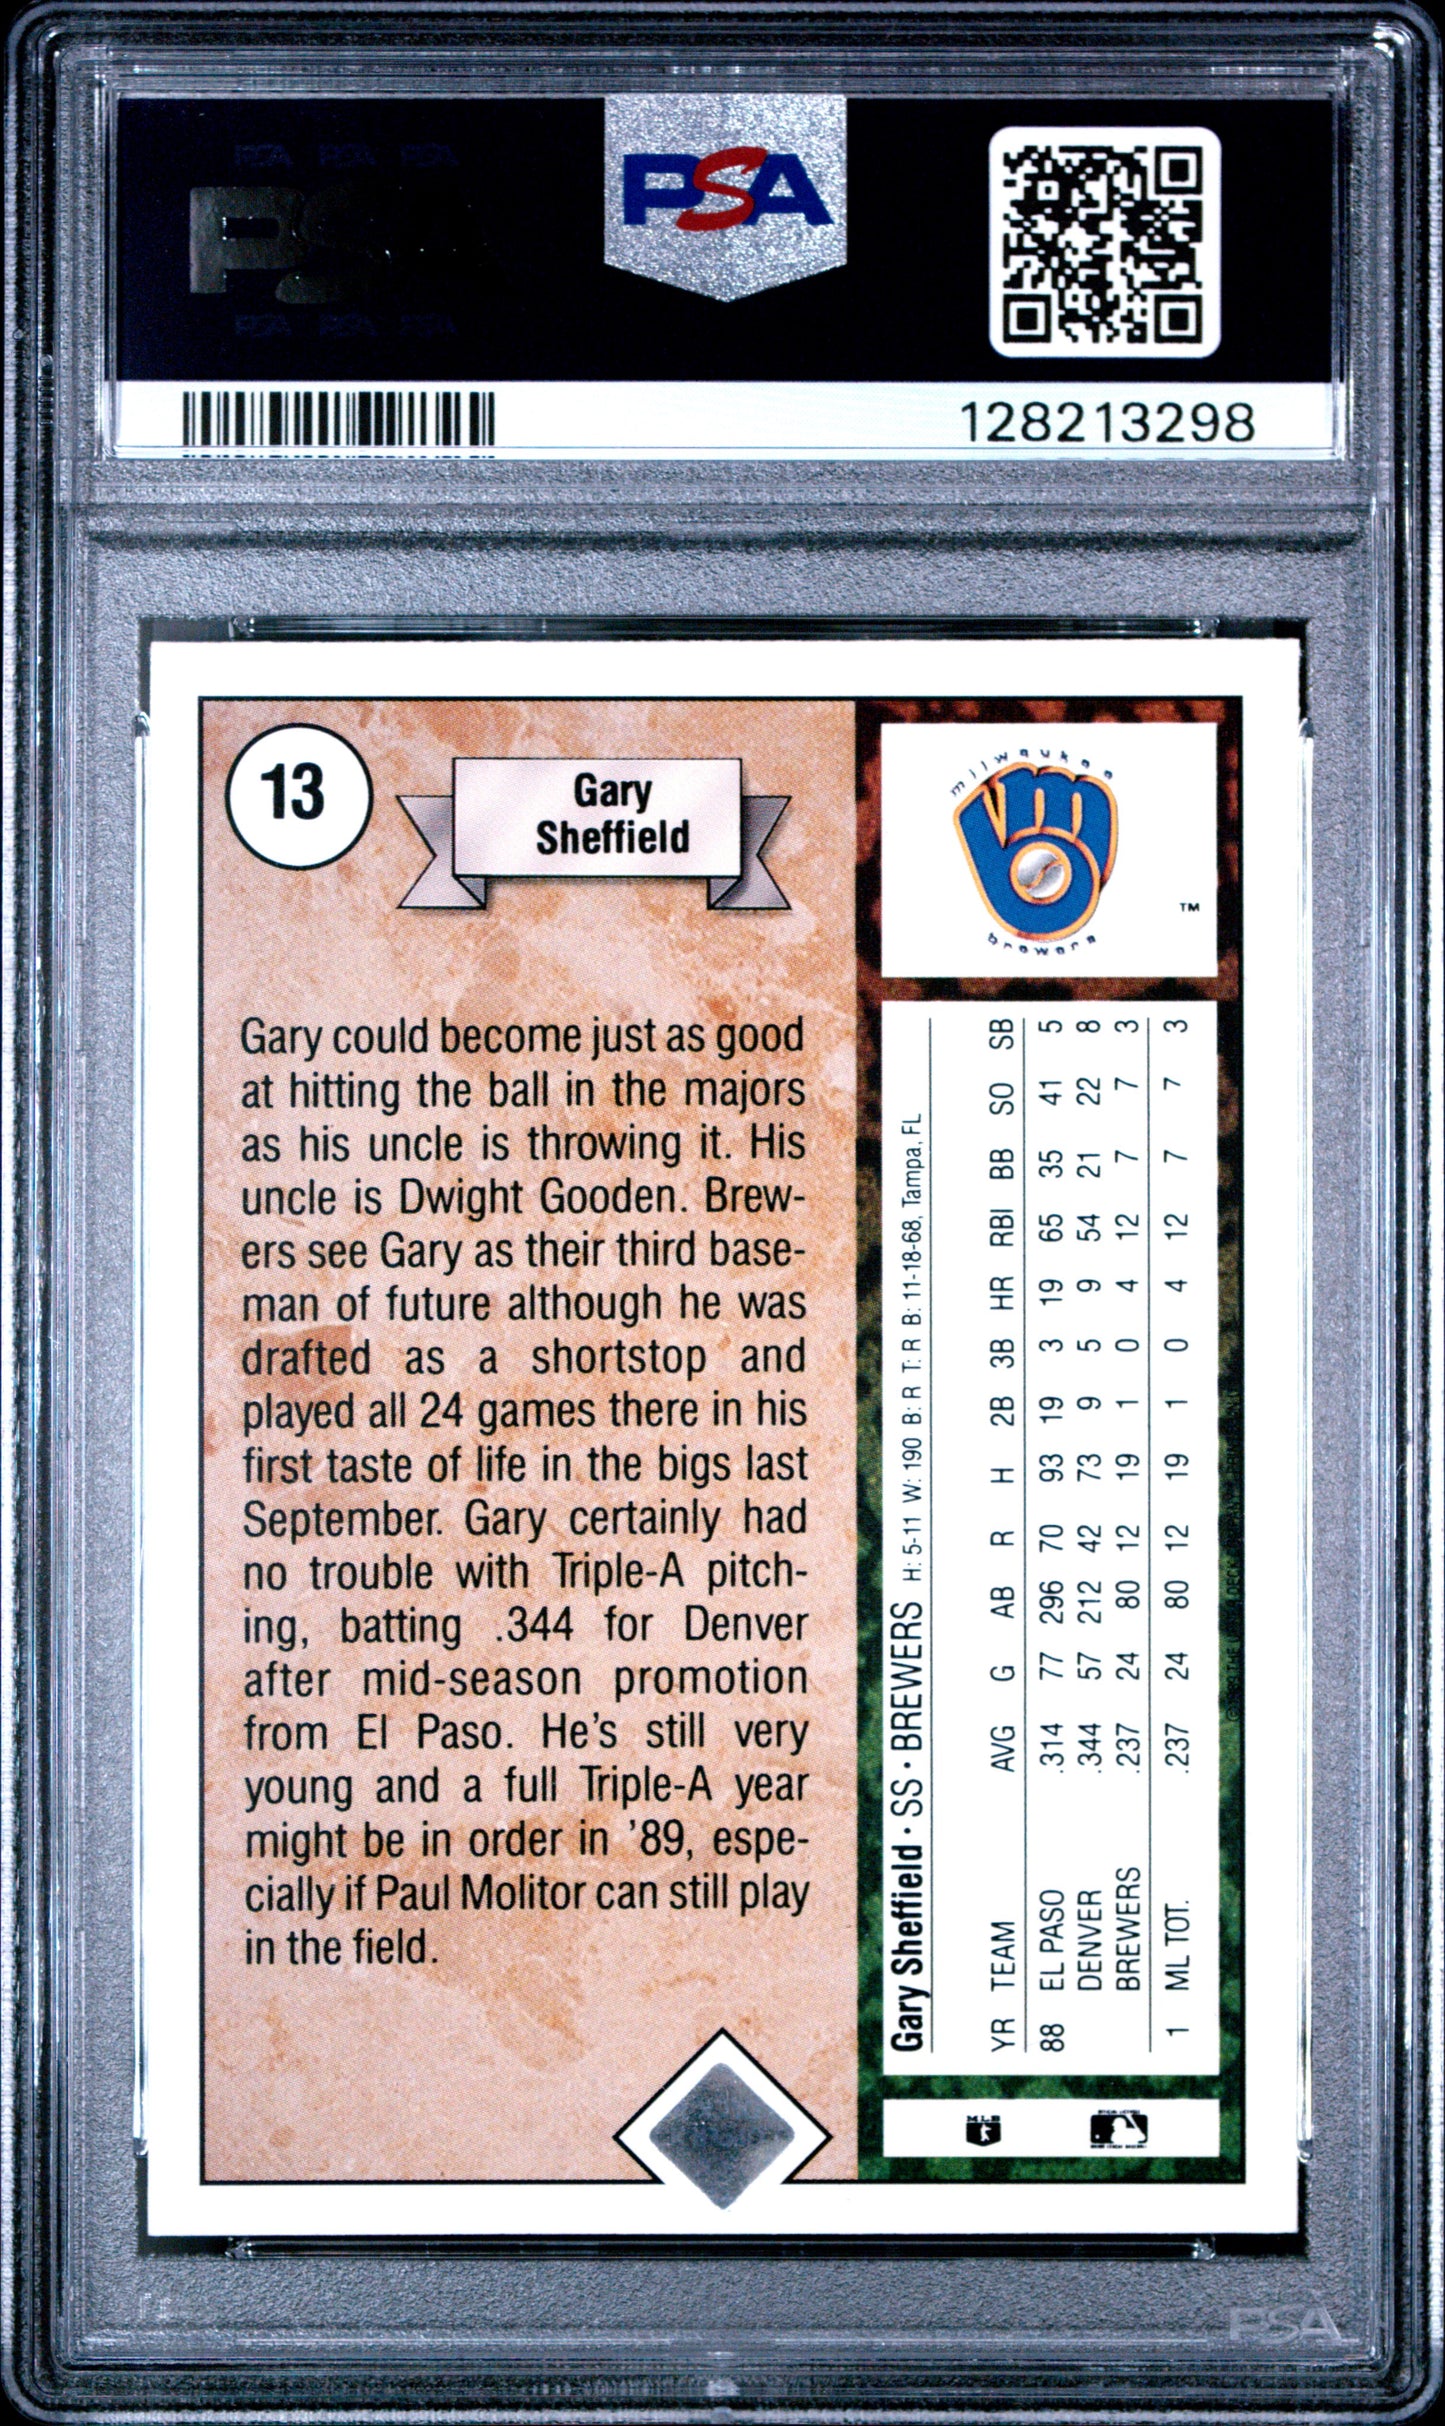 PSA PSA PSA
PSA
PSA PSA PSA
PSA
128213298
13
Gary
Sheffield
Gary could become just as good
at hitting the ball in the majors
as his uncle is throwing it. His
uncle is Dwight Gooden. Brew-
ers see Gary as their third base-
man of future although he was
drafted as a shortstop and
played all 24 games there in his
first taste of life in the bigs last
September. Gary certainly had
no trouble with Triple-A pitch-
ing, batting .344 for Denver
after mid-season promotion
from El Paso. He's still very
young and a full Triple-A year
might be in order in '89, espe-
cially if Paul Molitor can still play
in the field.
milwaukee
brewers
TM
Gary Sheffield · SS · BREWERS H: 5-11 W: 190 B: R T: R B: 11-18-68, Tampa, FL
YR TEAM AVG G AB R H 2B 3B HR RBI BB SO SB
88 EL PASO .314 77 296 70 93 19 3 19 65 35 41 5
DENVER .344 57 212 42 73 9 5 9 54 21 22 8
BREWERS .237 24 80 12 19 1 0 4 12 7 7 3
1 ML TOT. .237 24 80 12 19 1 0 4 12 7 7 3
MLB
PSA